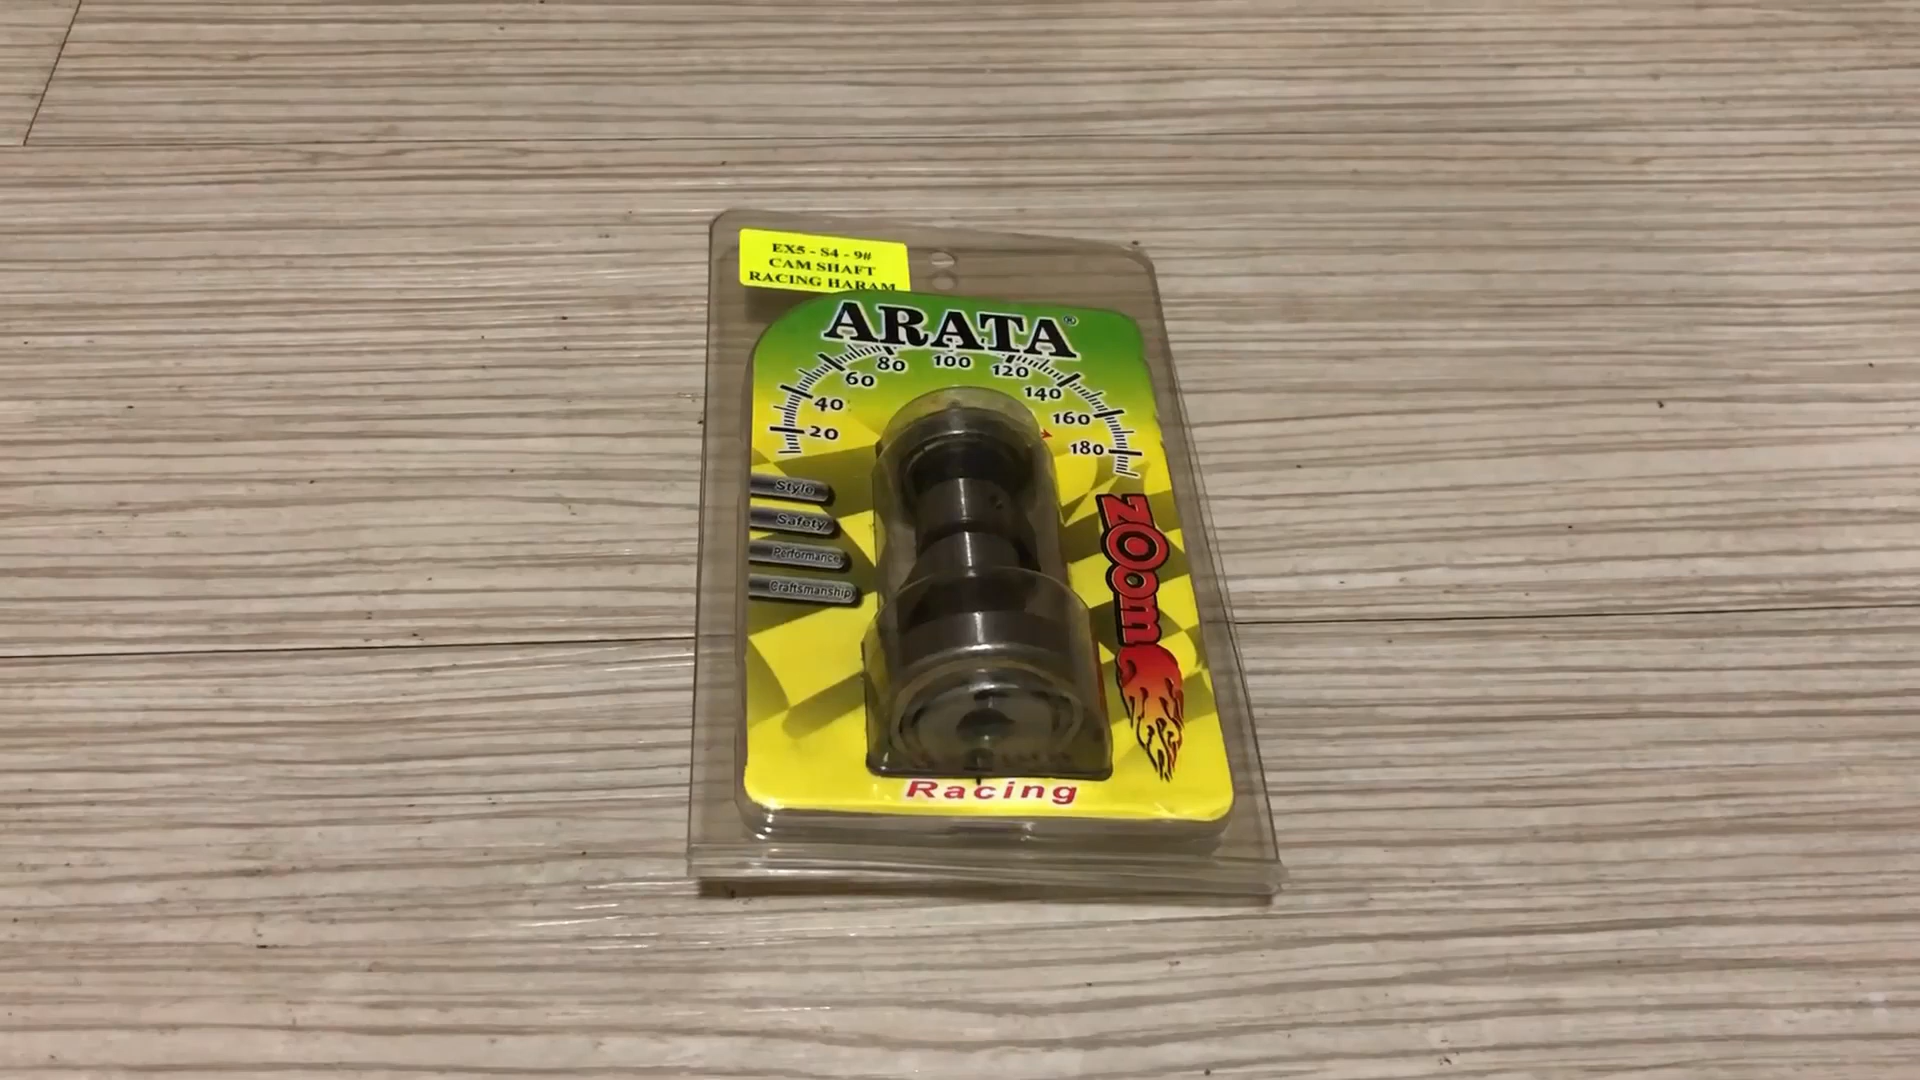 EX5 - S4 - 9#
CAM SHAFT
RACING HARAM
ARATA®
20
40
60
80
100
120
140
160
180
Style
Safety
Performance
Craftsmanship
zoom
Racing